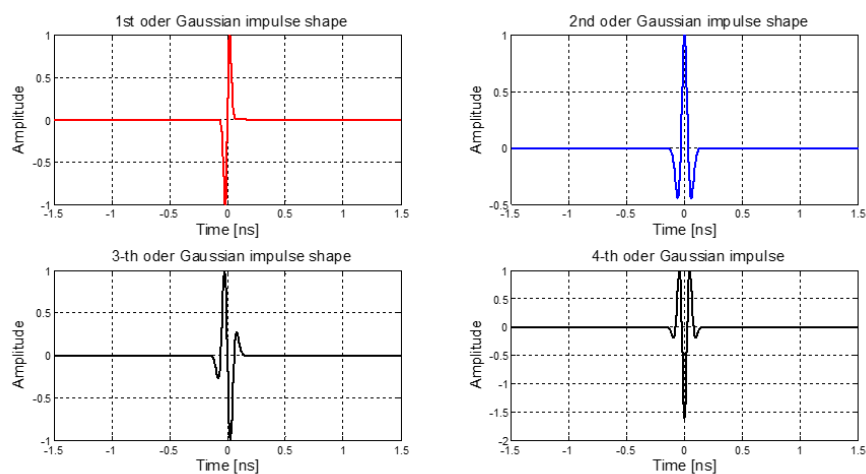 1st oder Gaussian impulse shape
1
0.5
0
-0.5
-1
-1.5 -1 -0.5 0 0.5 1 1.5
Amplitude
Time [ns]
2nd oder Gaussian impulse shape
1
0.5
0
-0.5
-1.5 -1 -0.5 0 0.5 1 1.5
Amplitude
Time [ns]
3-th oder Gaussian impulse shape
1
0.5
0
-0.5
-1
-1.5 -1 -0.5 0 0.5 1 1.5
Amplitude
Time [ns]
4-th oder Gaussian impulse
1
0.5
0
-0.5
-1
-1.5
-2
-1.5 -1 -0.5 0 0.5 1 1.5
Amplitude
Time [ns]